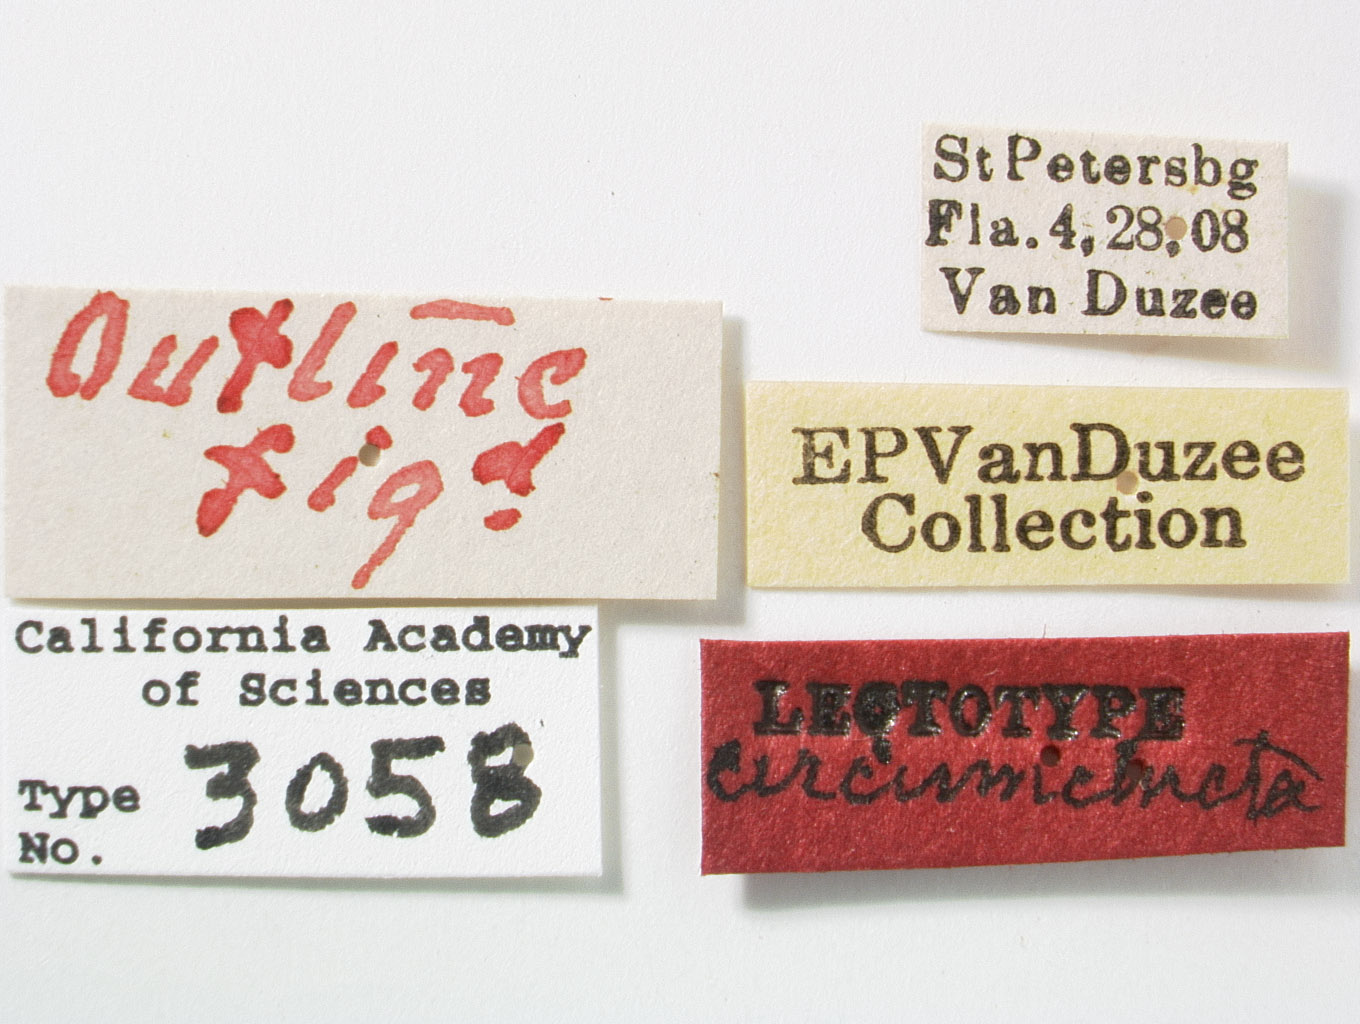 St Petersbg
Fla. 4, 28, 08
Van Duzee
Outline
figd
EPVanDuzee
Collection
California Academy
of Sciences
Type
No. 3058
LECTOTYPE
circumcincta